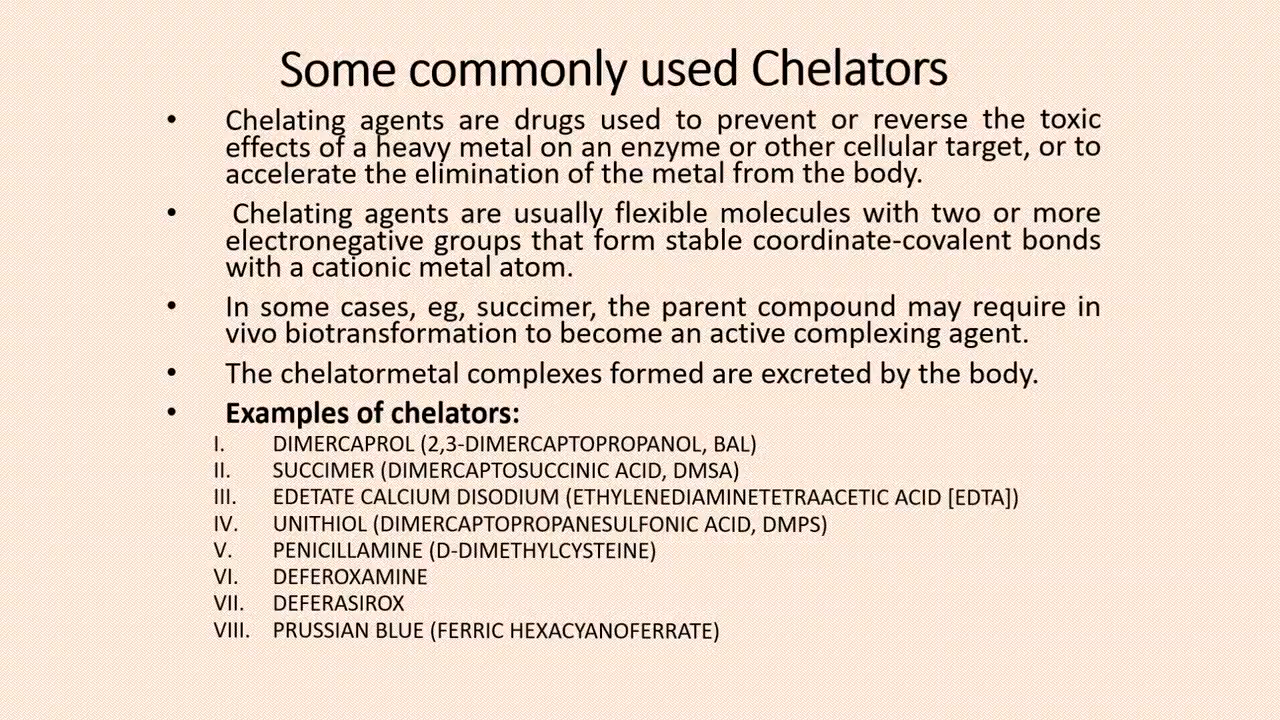 Some commonly used Chelators
• Chelating agents are drugs used to prevent or reverse the toxic
effects of a heavy metal on an enzyme or other cellular target, or to
accelerate the elimination of the metal from the body.
• Chelating agents are usually flexible molecules with two or more
electronegative groups that form stable coordinate-covalent bonds
with a cationic metal atom.
• In some cases, eg, succimer, the parent compound may require in
vivo biotransformation to become an active complexing agent.
• The chelatormetal complexes formed are excreted by the body.
• Examples of chelators:
I. DIMERCAPROL (2,3-DIMERCAPTOPROPANOL, BAL)
II. SUCCIMER (DIMERCAPTOSUCCINIC ACID, DMSA)
III. EDETATE CALCIUM DISODIUM (ETHYLENEDIAMINETETRAACETIC ACID [EDTA])
IV. UNITHIOL (DIMERCAPTOPROPANESULFONIC ACID, DMPS)
V. PENICILLAMINE (D-DIMETHYLCYSTEINE)
VI. DEFEROXAMINE
VII. DEFERASIROX
VIII. PRUSSIAN BLUE (FERRIC HEXACYANOFERRATE)